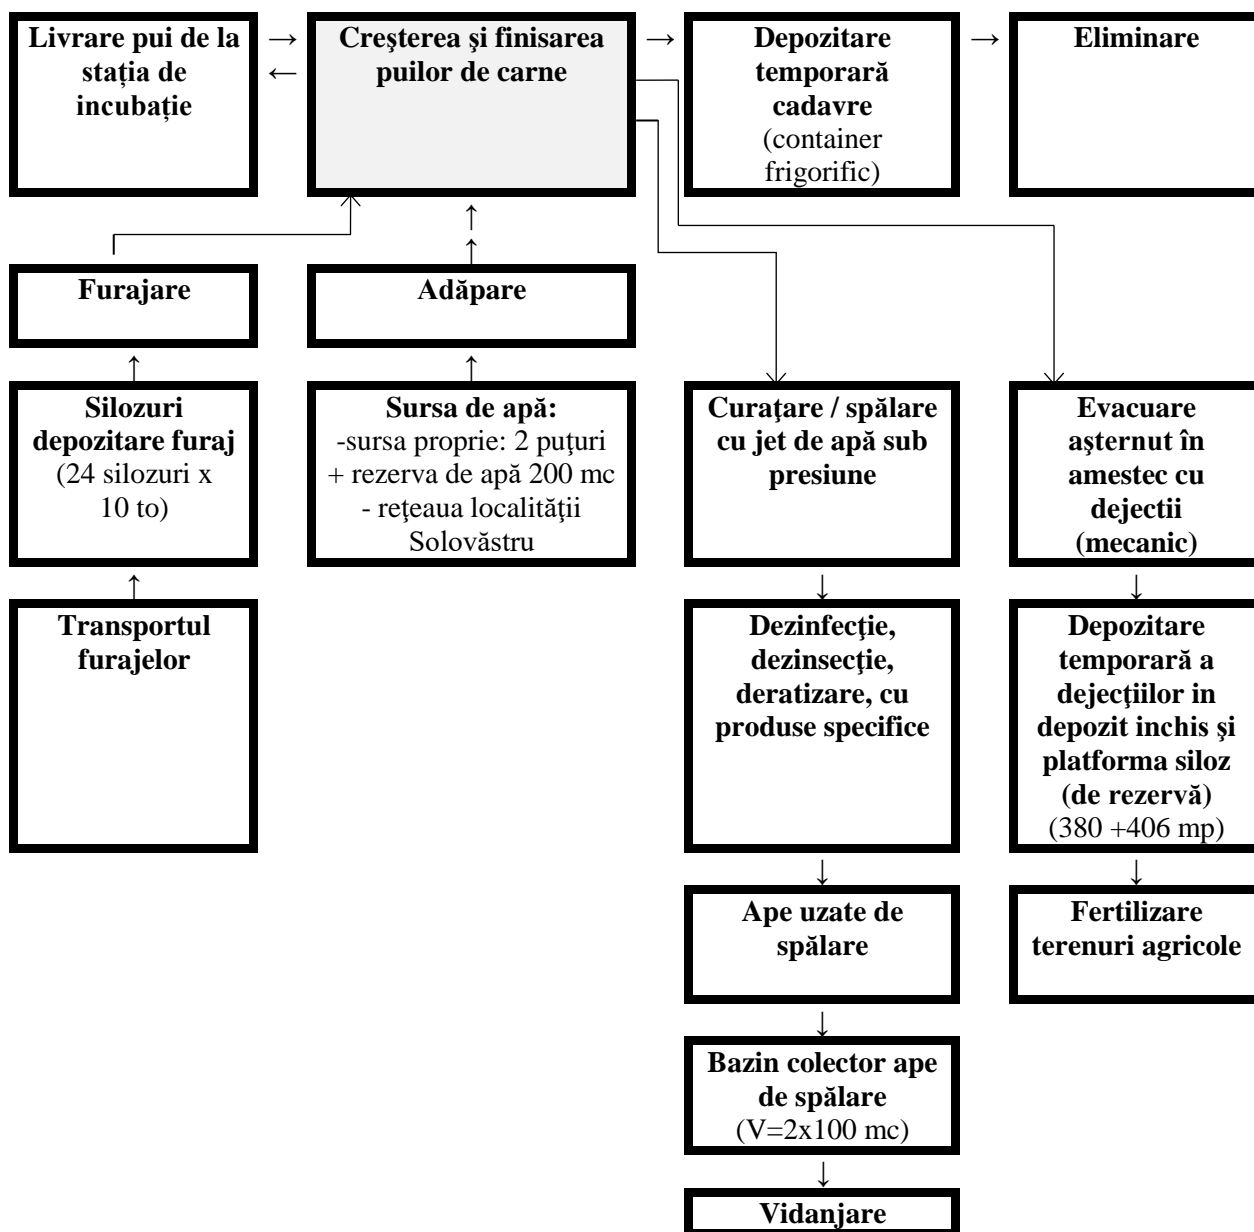 Livrare pui de la
stația de
incubație
→
←
Creşterea şi finisarea
puilor de carne
→
Depozitare
temporară
cadavre
(container
frigorific)
→
Eliminare
↑
↑
Furajare
Adăpare
↑
↑
Silozuri
depozitare furaj
(24 silozuri x
10 to)
Sursa de apă:
-sursa proprie: 2 puţuri
+ rezerva de apă 200 mc
- reţeaua localităţii
Solovăstru
Curaţare / spălare
cu jet de apă sub
presiune
Evacuare
aşternut în
amestec cu
dejectii
(mecanic)
↑
↓
↓
Transportul
furajelor
Dezinfecţie,
dezinsecţie,
deratizare, cu
produse specifice
Depozitare
temporară a
dejecţiilor in
depozit inchis şi
platforma siloz
(de rezervă)
(380 +406 mp)
↓
↓
Ape uzate de
spălare
Fertilizare
terenuri agricole
↓
Bazin colector ape
de spălare
(V=2x100 mc)
↓
Vidanjare